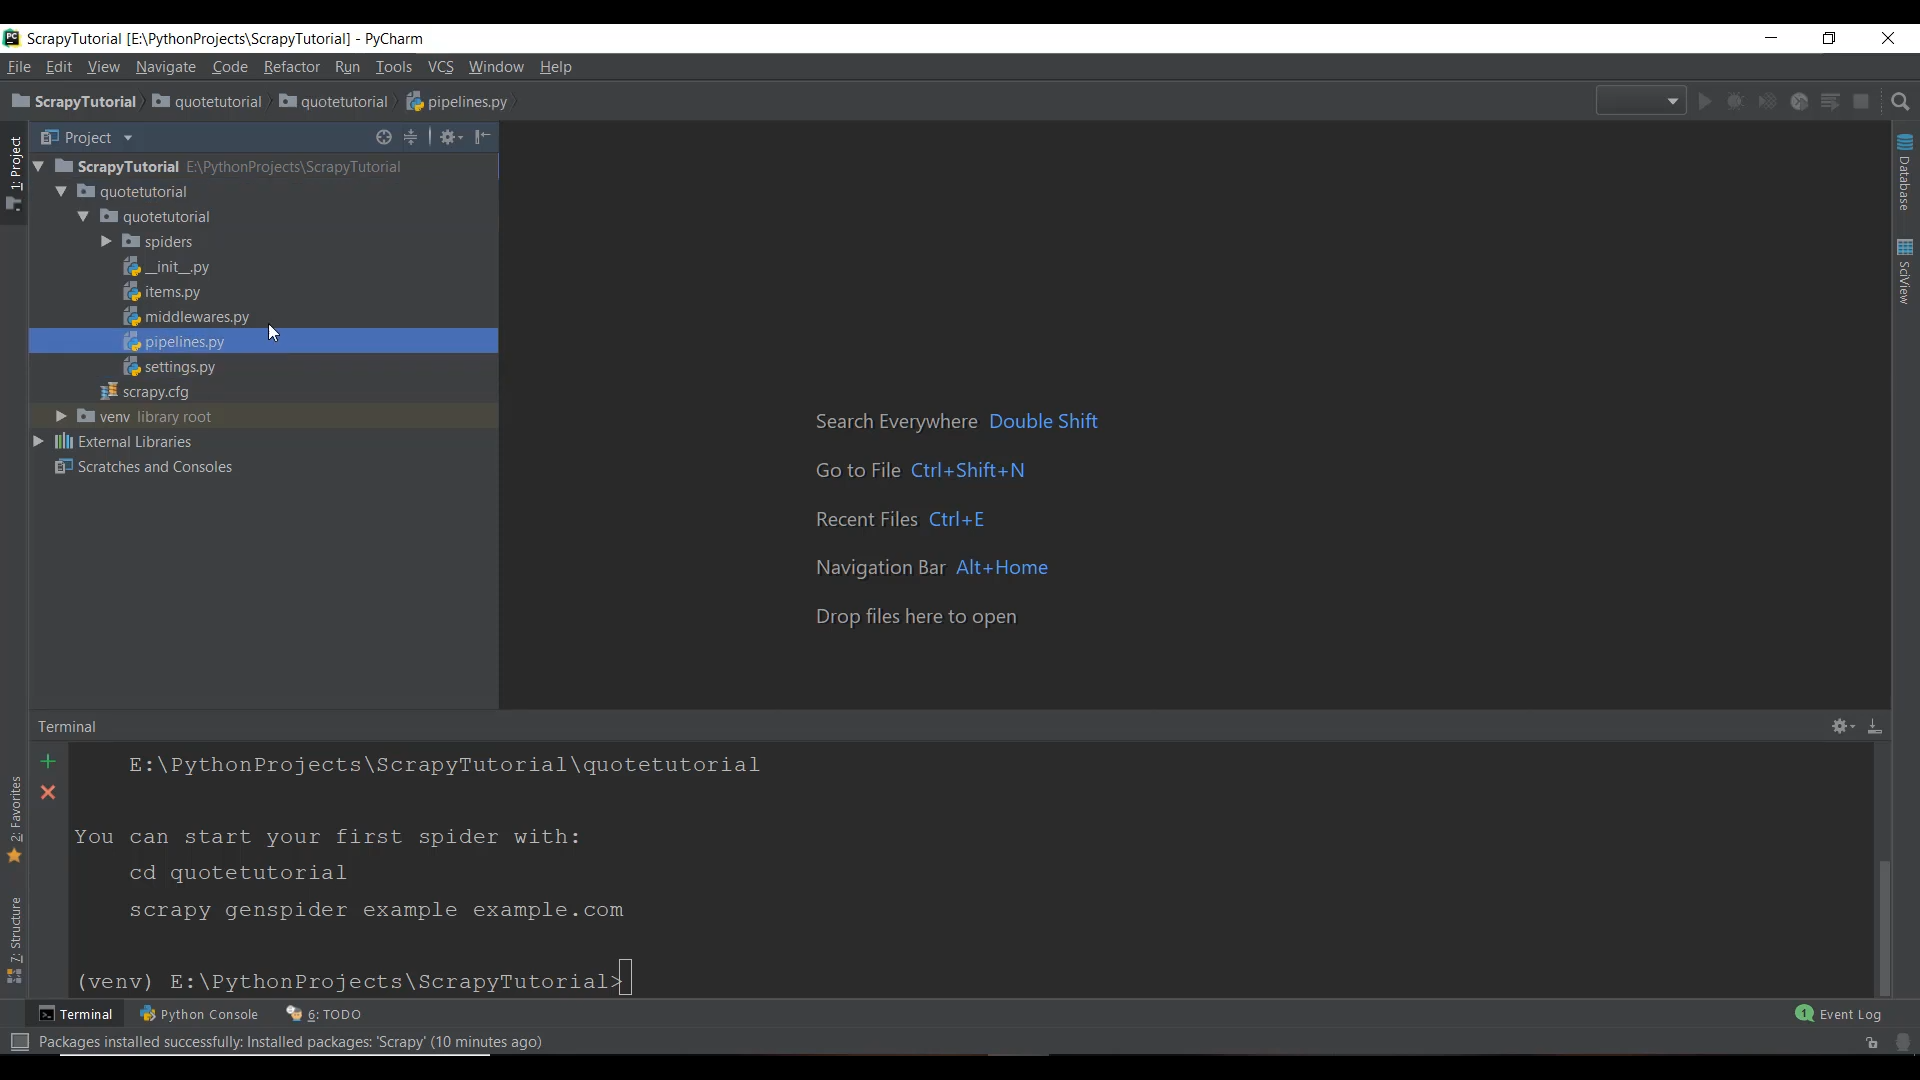 ScrapyTutorial [E:\PythonProjects\ScrapyTutorial] - PyCharm
File Edit View Navigate Code Refactor Run Tools VCS Window Help
ScrapyTutorial quotetutorial quotetutorial pipelines.py
Project
1: Project
ScrapyTutorial E:\PythonProjects\ScrapyTutorial
quotetutorial
quotetutorial
spiders
__init__.py
items.py
middlewares.py
pipelines.py
settings.py
scrapy.cfg
venv library root
External Libraries
Scratches and Consoles
Search Everywhere Double Shift
Go to File Ctrl+Shift+N
Recent Files Ctrl+E
Navigation Bar Alt+Home
Drop files here to open
Database
SciView
Terminal
E:\PythonProjects\ScrapyTutorial\quotetutorial
You can start your first spider with:
cd quotetutorial
scrapy genspider example example.com
(venv) E:\PythonProjects\ScrapyTutorial>
2: Favorites
7: Structure
Terminal Python Console 6: TODO
1 Event Log
Packages installed successfully: Installed packages: 'Scrapy' (10 minutes ago)